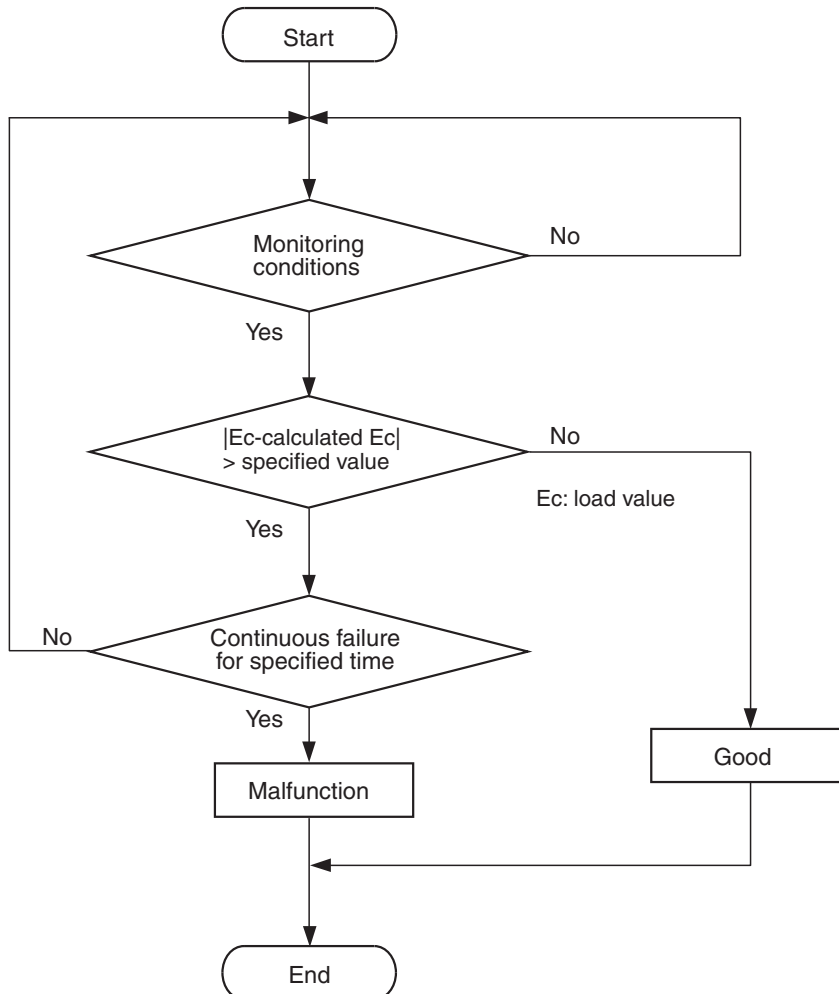 Start
Monitoring
conditions
No
Yes
|Ec-calculated Ec|
> specified value
No
Ec: load value
Yes
Continuous failure
for specified time
No
Yes
Malfunction
Good
End